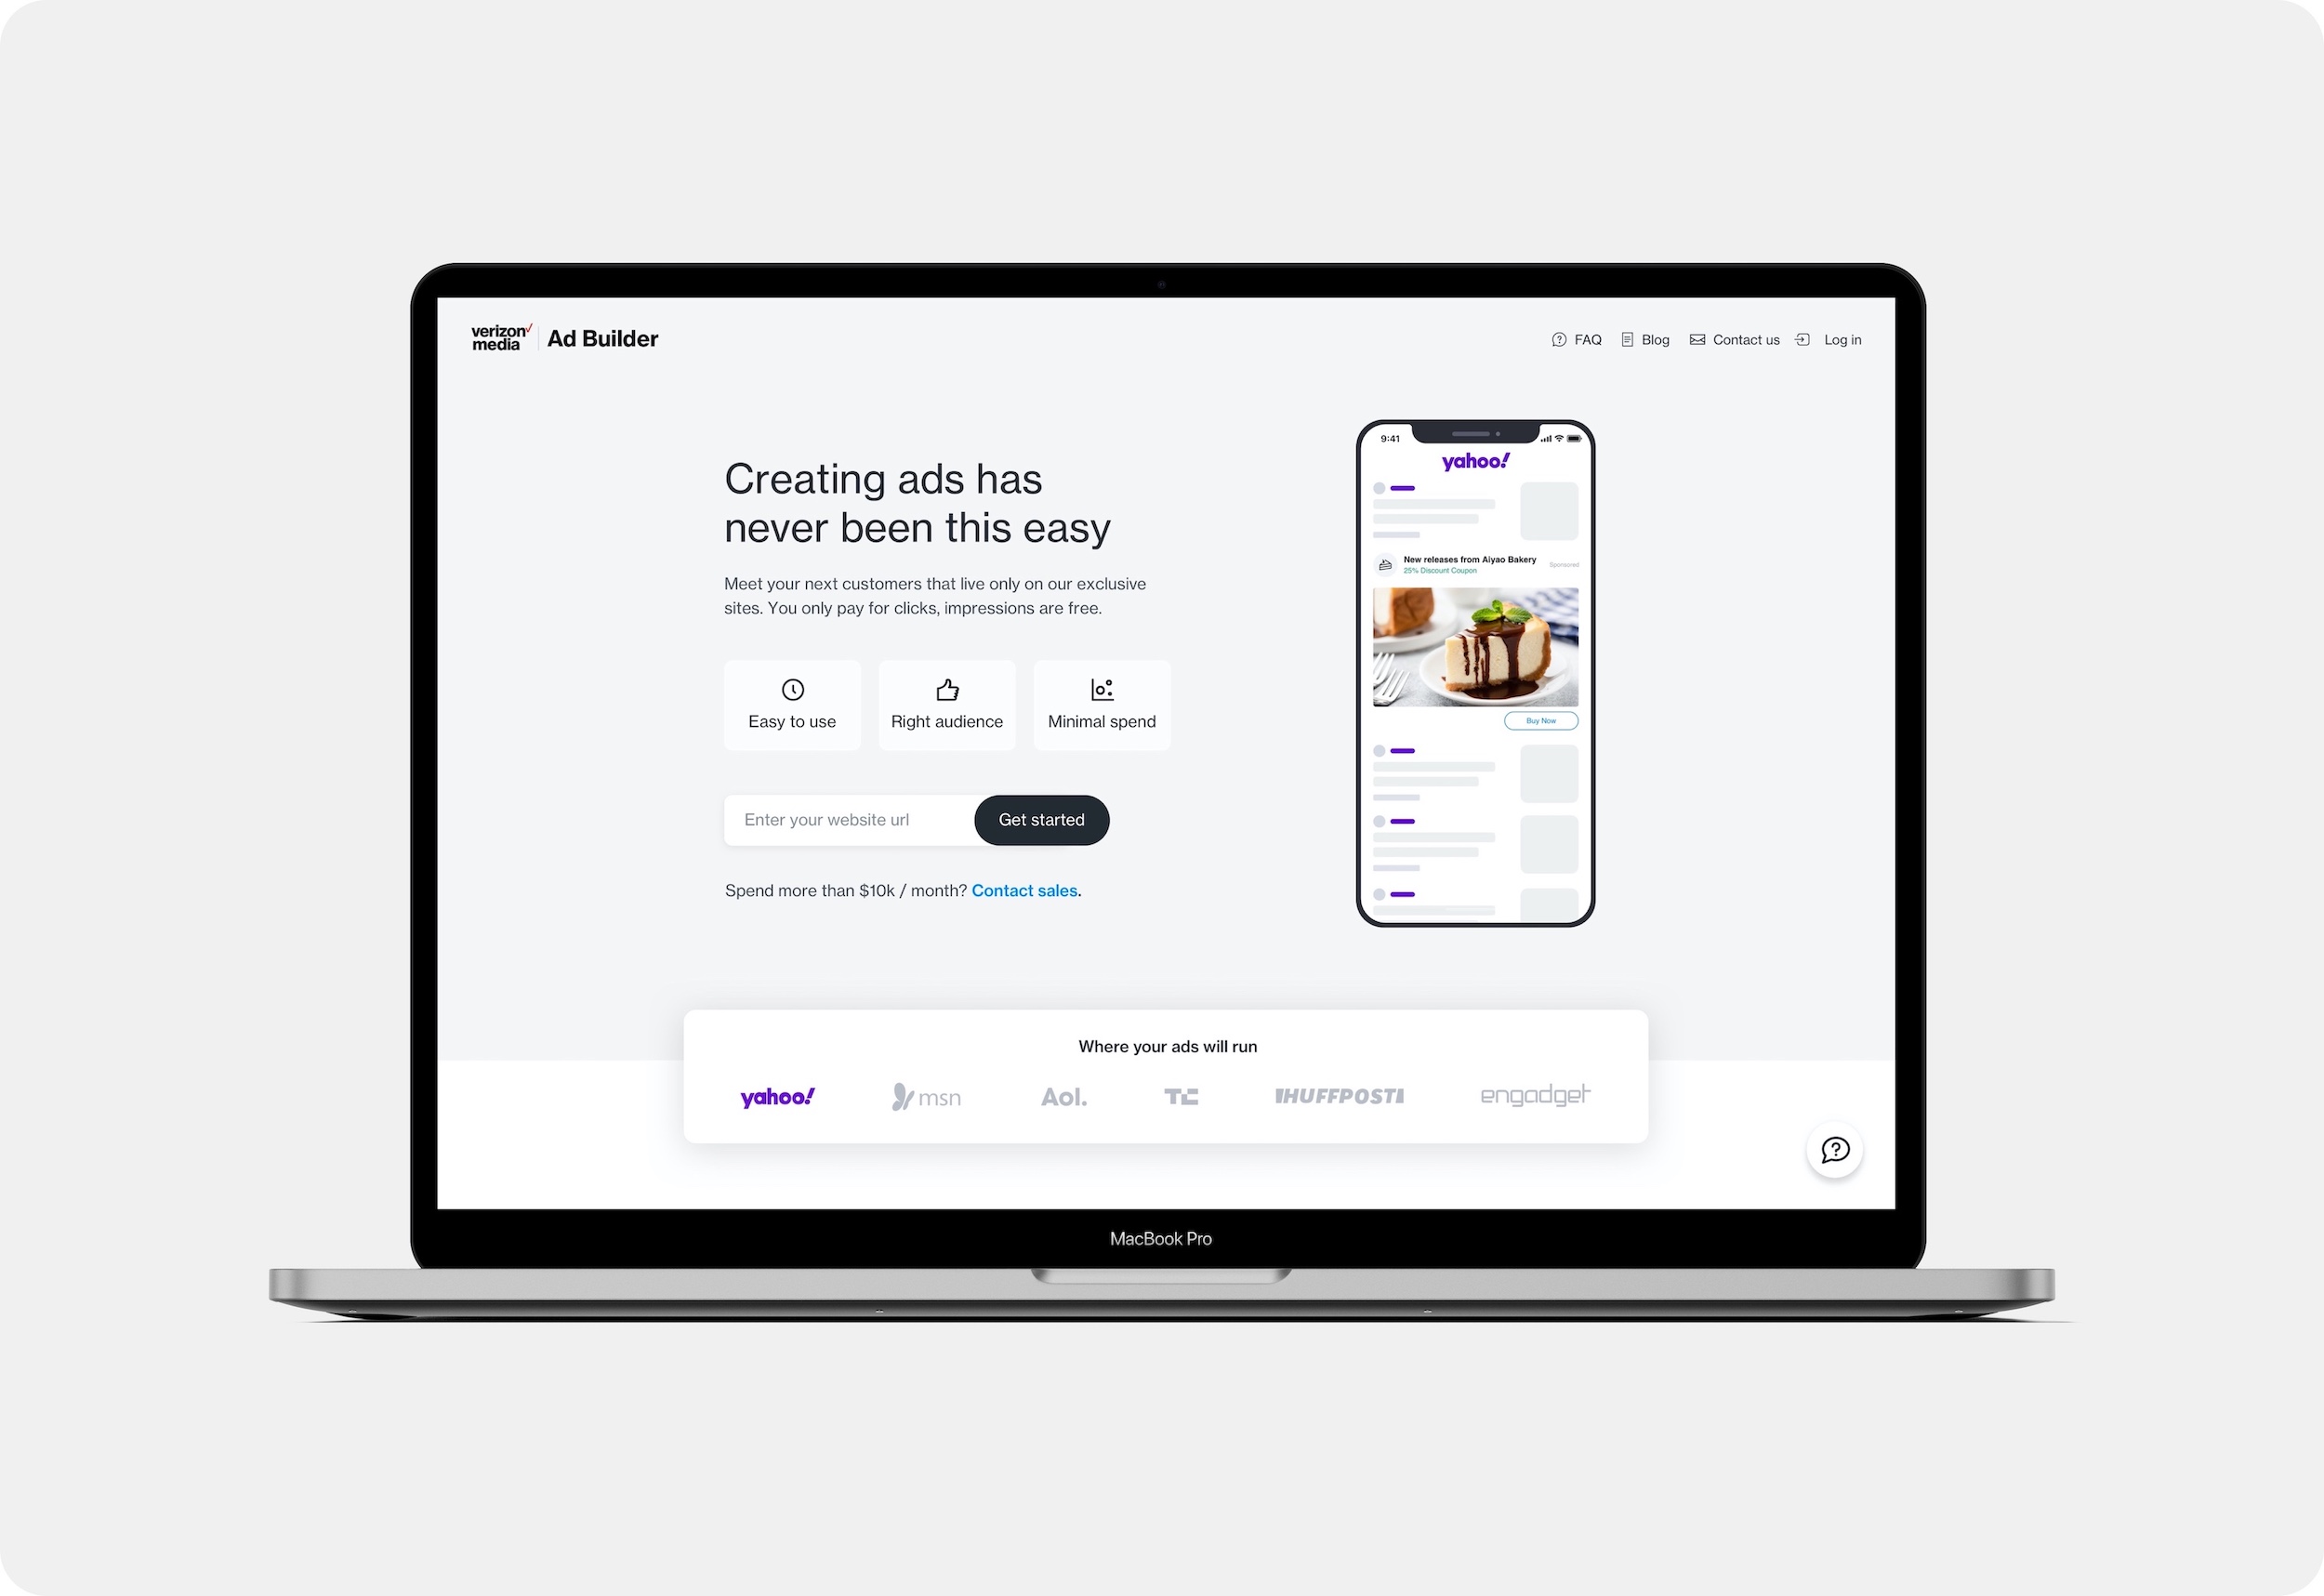 verizon
media
Ad Builder
FAQ
Blog
Contact us
Log in
Creating ads has
never been this easy
Meet your next customers that live only on our exclusive
sites. You only pay for clicks, impressions are free.
Easy to use
Right audience
Minimal spend
Enter your website url
Get started
Spend more than $10k / month? Contact sales.
9:41
yahoo!
New releases from Aiyao Bakery
25% Discount Coupon
Sponsored
Buy Now
Where your ads will run
yahoo!
msn
Aol.
TC
HUFFPOST
engadget
MacBook Pro